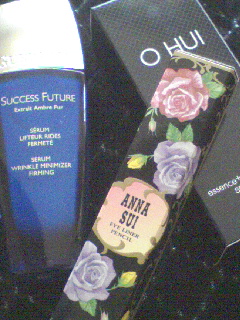 SUCCESS FUTURE
Extrait Ambre Pur
SÉRUM
LIFTEUR RIDES
FERMETÉ
SERUM
WRINKLE MINIMIZER
FIRMING
O HUI
essence
ANNA
SUI
EYE LINER
PENCIL